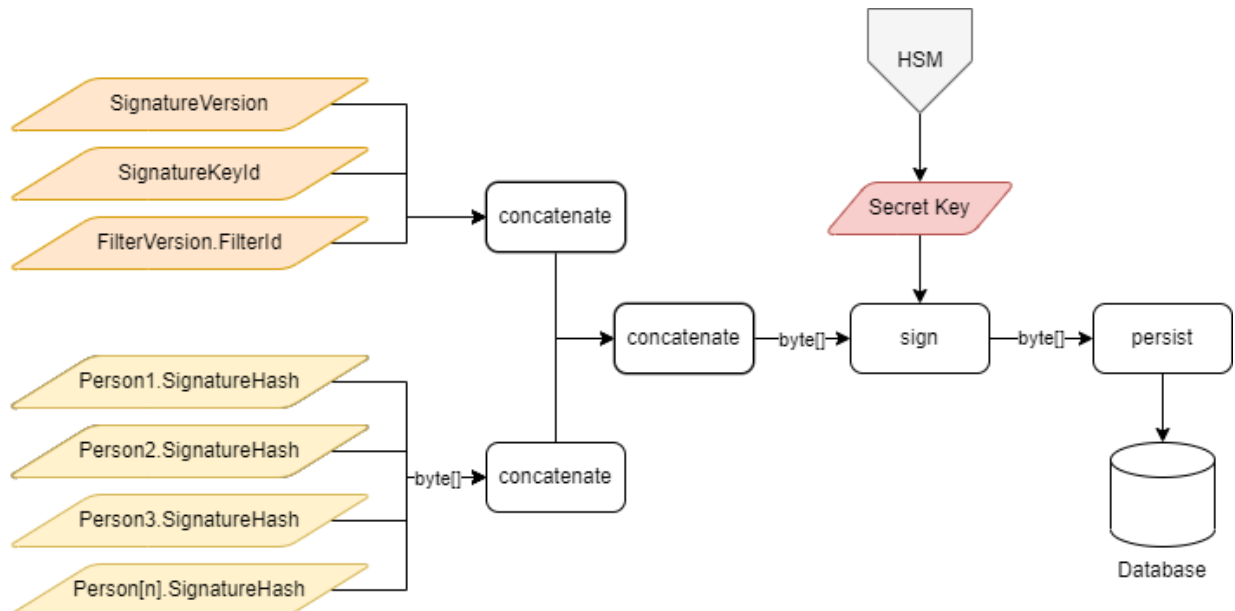 HSM
SignatureVersion
SignatureKeyId
Secret Key
concatenate
FilterVersion.FilterId
concatenate
byte[]
sign
byte[]
persist
Person1.SignatureHash
Person2.SignatureHash
byte[]
concatenate
Person3.SignatureHash
Database
Person[n].SignatureHash